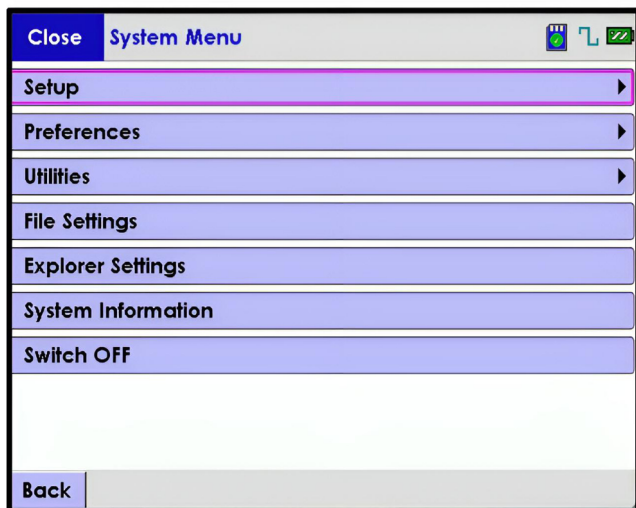 Close System Menu
Setup
Preferences
Utilities
File Settings
Explorer Settings
System Information
Switch OFF
Back